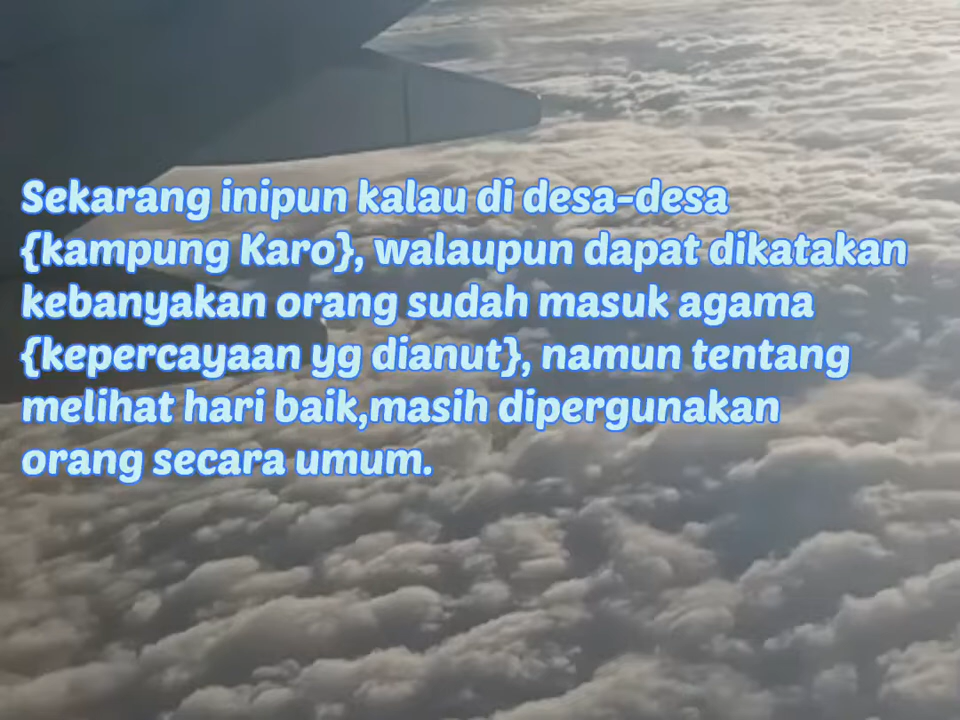 Sekarang inipun kalau di desa-desa
{kampung Karo}, walaupun dapat dikatakan
kebanyakan orang sudah masuk agama
{kepercayaan yg dianut}, namun tentang
melihat hari baik,masih dipergunakan
orang secara umum.